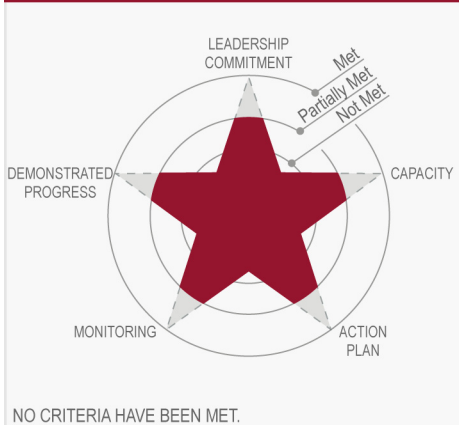 LEADERSHIP
COMMITMENT
Met
Partially Met
Not Met
DEMONSTRATED
PROGRESS
CAPACITY
MONITORING
ACTION
PLAN
NO CRITERIA HAVE BEEN MET.